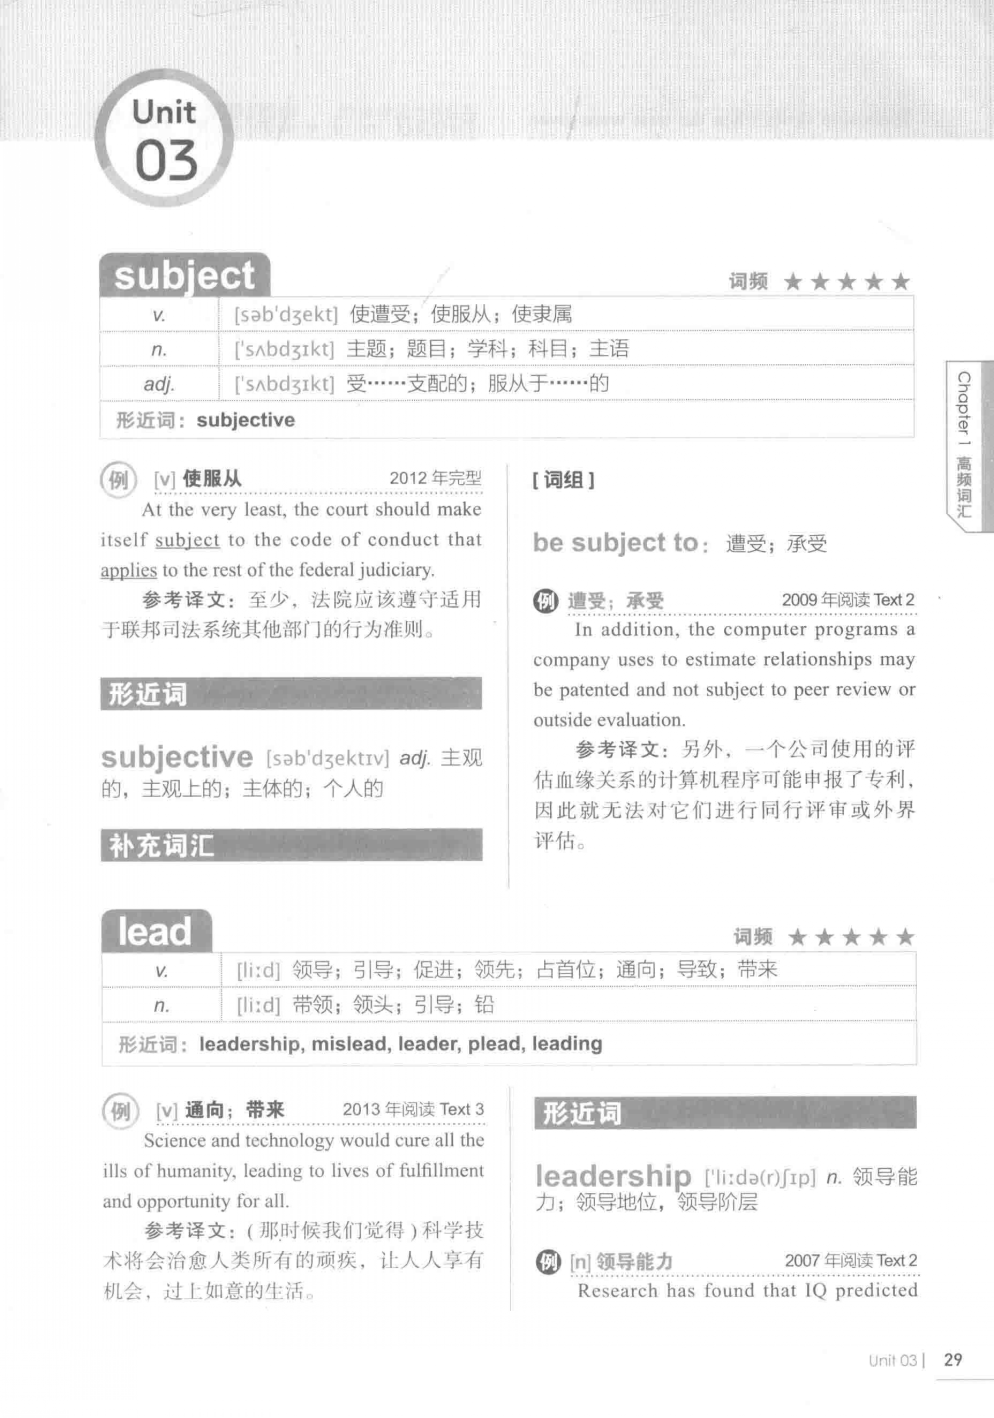 Unit
03
subject
词频 ★★★★★
v. [səb'dʒekt] 使遭受；使服从；使隶属
n. ['sʌbdʒɪkt] 主题；题目；学科；科目；主语
adj. ['sʌbdʒɪkt] 受……支配的；服从于……的
形近词：subjective
例 [v] 使服从 2012 年完型
At the very least, the court should make
itself subject to the code of conduct that
applies to the rest of the federal judiciary.
参考译文：至少，法院应该遵守适用
于联邦司法系统其他部门的行为准则。
形近词
subjective [səb'dʒektɪv] adj. 主观
的，主观上的；主体的；个人的
补充词汇
[词组]
be subject to：遭受；承受
例 遭受；承受 2009 年阅读 Text 2
In addition, the computer programs a
company uses to estimate relationships may
be patented and not subject to peer review or
outside evaluation.
参考译文：另外，一个公司使用的评
估血缘关系的计算机程序可能申报了专利，
因此就无法对它们进行同行评审或外界
评估。
Chapter 1 高频词汇
lead
词频 ★★★★★
v. [li:d] 领导；引导；促进；领先；占首位；通向；导致；带来
n. [li:d] 带领；领头；引导；铅
形近词：leadership, mislead, leader, plead, leading
例 [v] 通向；带来 2013 年阅读 Text 3
Science and technology would cure all the
ills of humanity, leading to lives of fulfillment
and opportunity for all.
参考译文：(那时候我们觉得)科学技
术将会治愈人类所有的顽疾，让人人享有
机会，过上如意的生活。
形近词
leadership ['li:də(r)ʃɪp] n. 领导能
力；领导地位，领导阶层
例 [n] 领导能力 2007 年阅读 Text 2
Research has found that IQ predicted
Unit 03 | 29